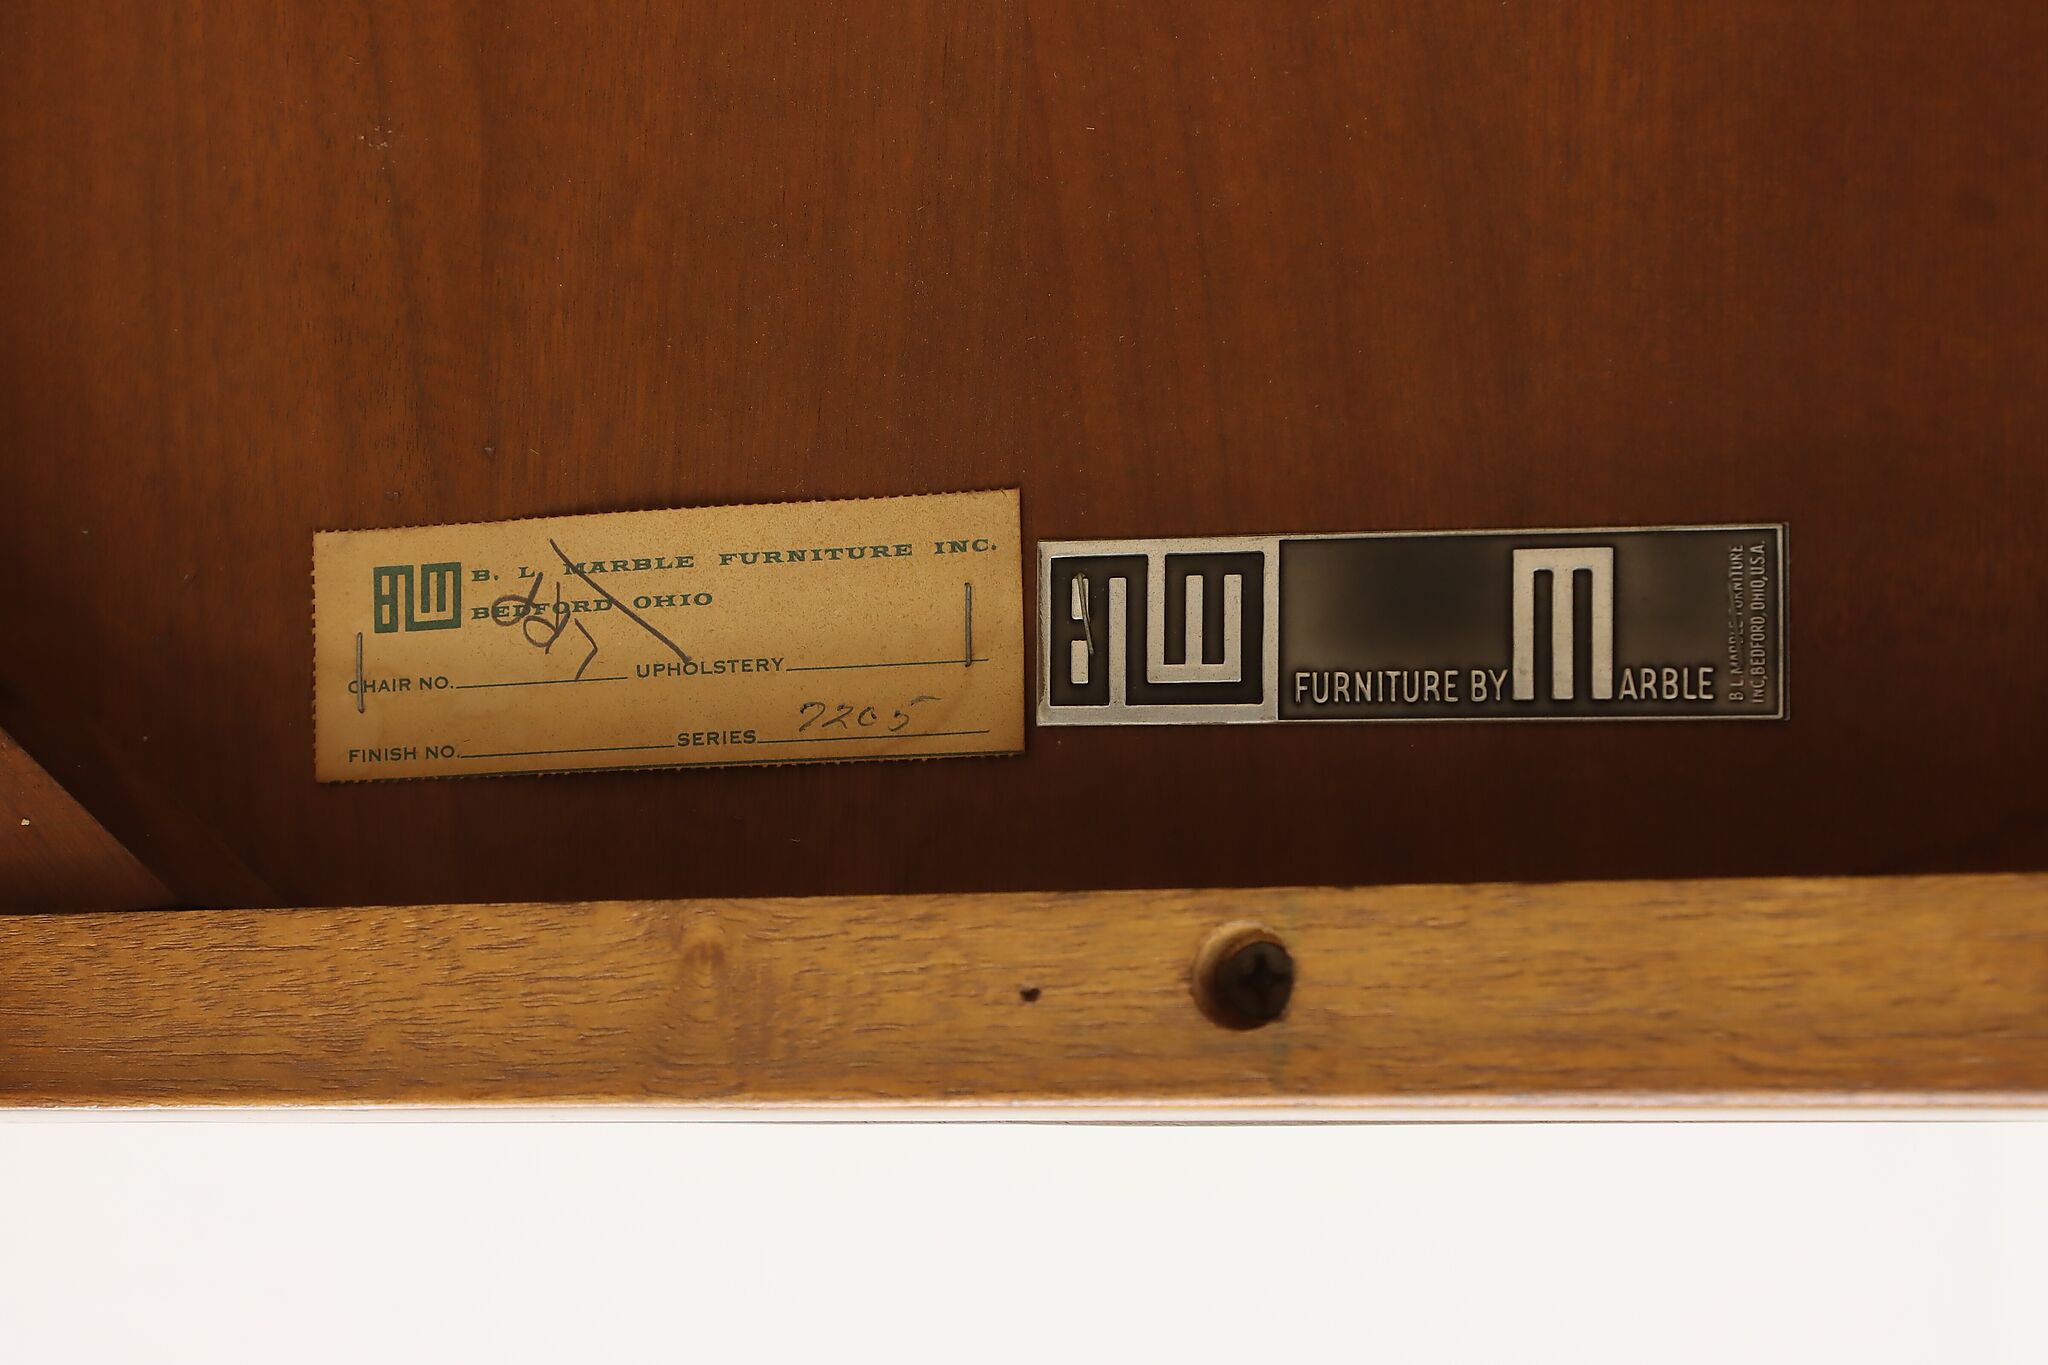 BLM B. L. MARBLE FURNITURE INC.
BEDFORD OHIO
CHAIR NO. UPHOLSTERY
FINISH NO. SERIES 7205
BLM
FURNITURE BY MARBLE
B.L. MARBLE FURNITURE
INC, BEDFORD, OHIO, U.S.A.